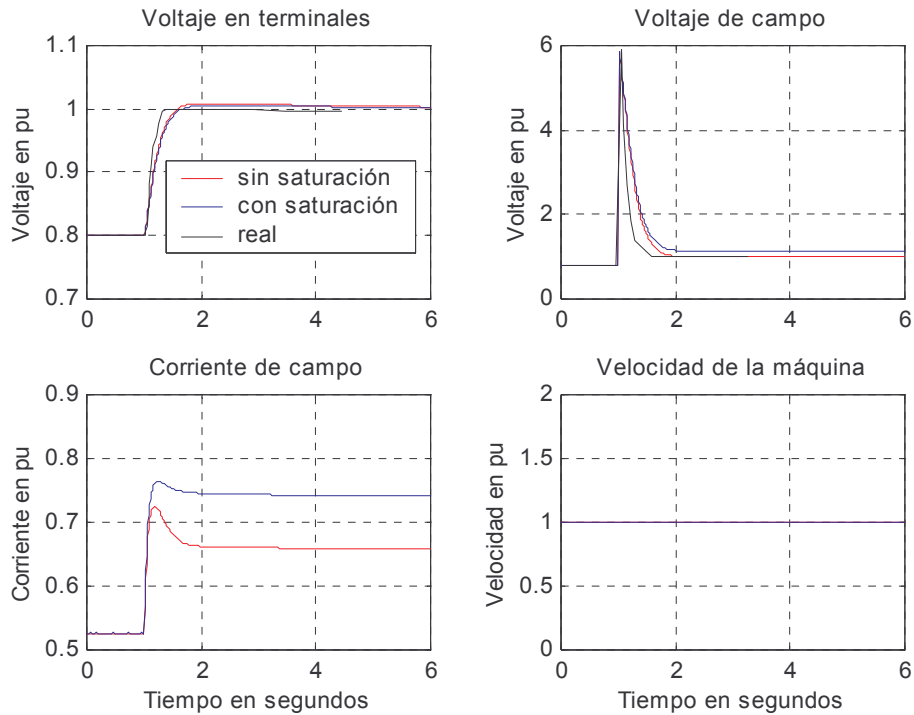 Voltaje en terminales
Voltaje en pu
1.1
1
0.9
0.8
0.7
sin saturación
con saturación
real
0 2 4 6
Voltaje de campo
Voltaje en pu
6
4
2
0
0 2 4 6
Corriente de campo
Corriente en pu
0.9
0.8
0.7
0.6
0.5
0 2 4 6
Tiempo en segundos
Velocidad de la máquina
Velocidad en pu
2
1.5
1
0.5
0
0 2 4 6
Tiempo en segundos